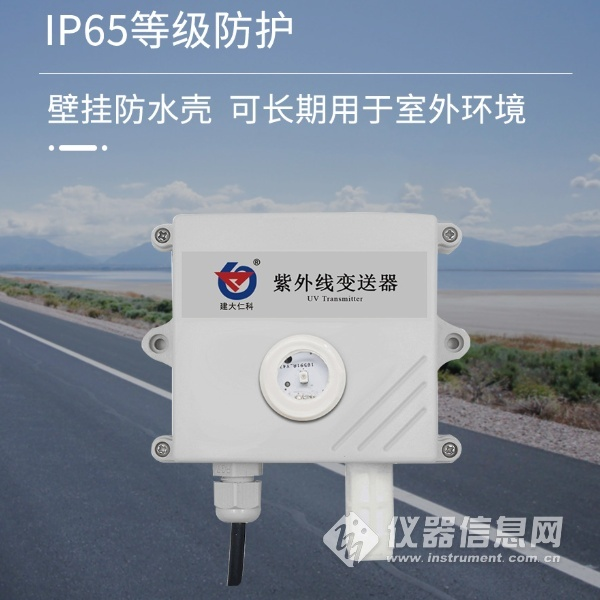 IP65等级防护
壁挂防水壳 可长期用于室外环境
®
建大仁科
紫外线变送器
UV Transmitter
仪器信息网
www.instrument.com.cn